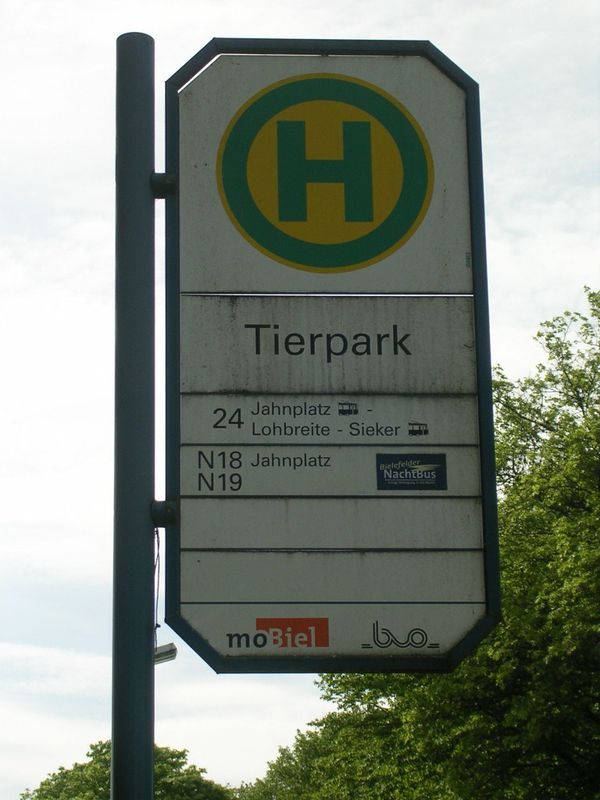 H
Tierpark
24 Jahnplatz -
Lohbreite - Sieker
N18 Jahnplatz
N19
Bielefelder
NachtBus
moBiel
BVO